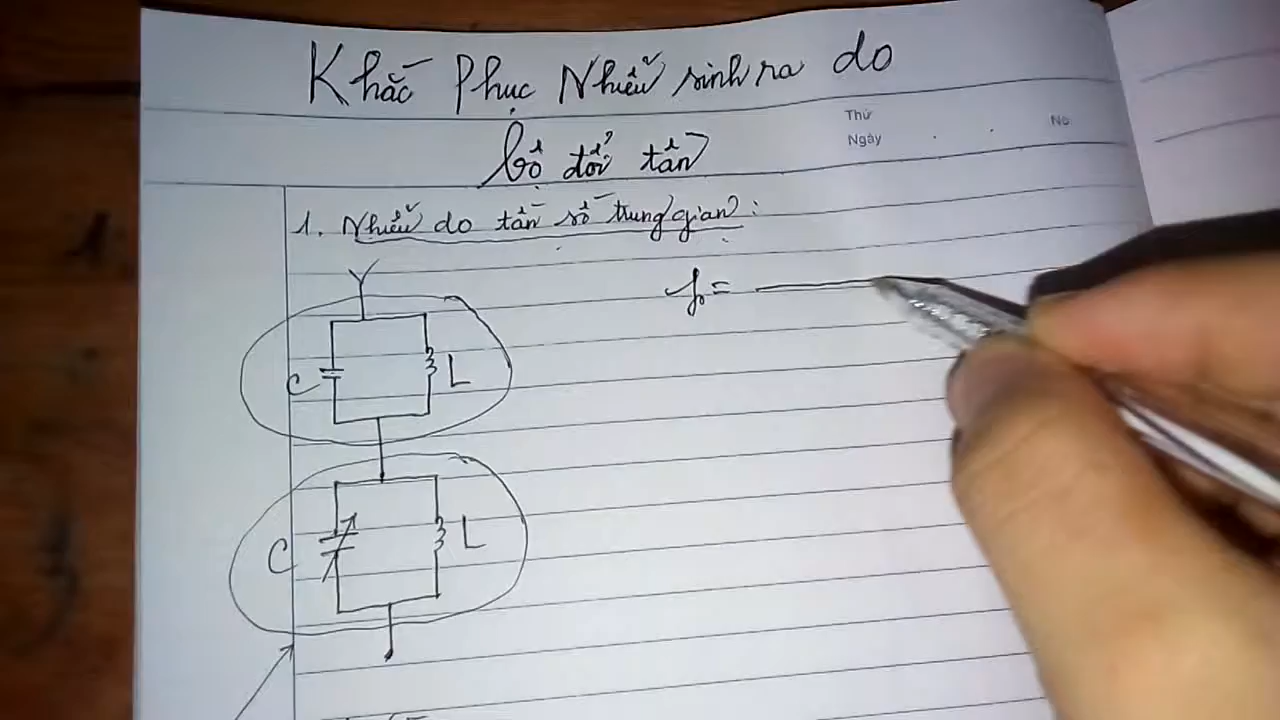 Khắc Phục Nhiễu sinh ra do
bộ đổi tần
Thứ
Ngày
No
1. Nhiễu do tần số trung gian:
f₀=
C L
C L